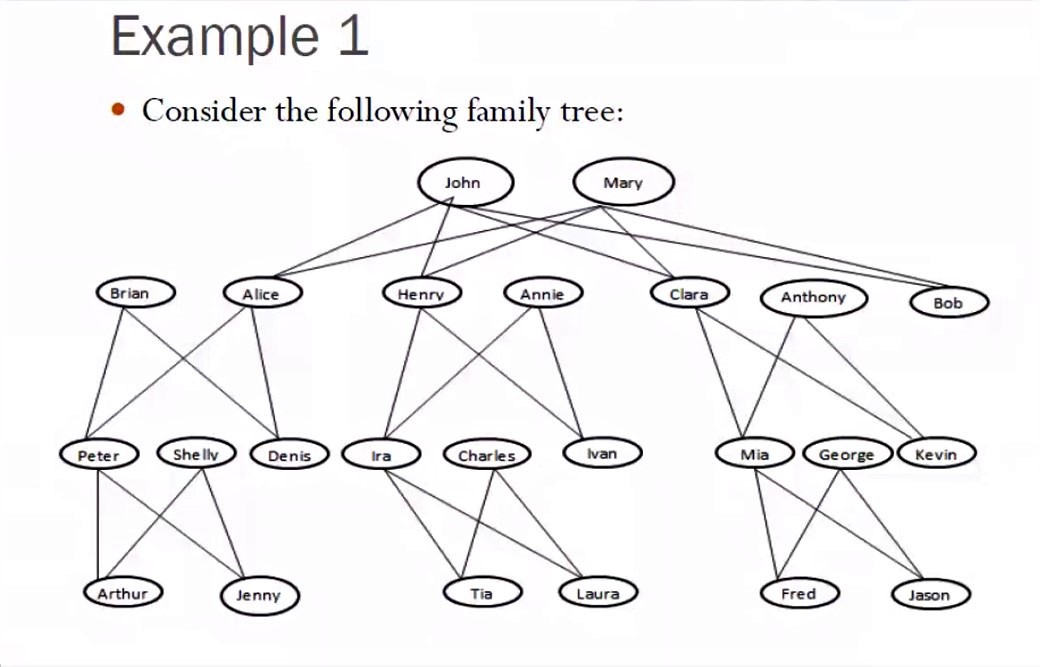 Example 1
• Consider the following family tree:
John Mary
Brian Alice Henry Annie Clara Anthony Bob
Peter Shelly Denis Ira Charles Ivan Mia George Kevin
Arthur Jenny Tia Laura Fred Jason